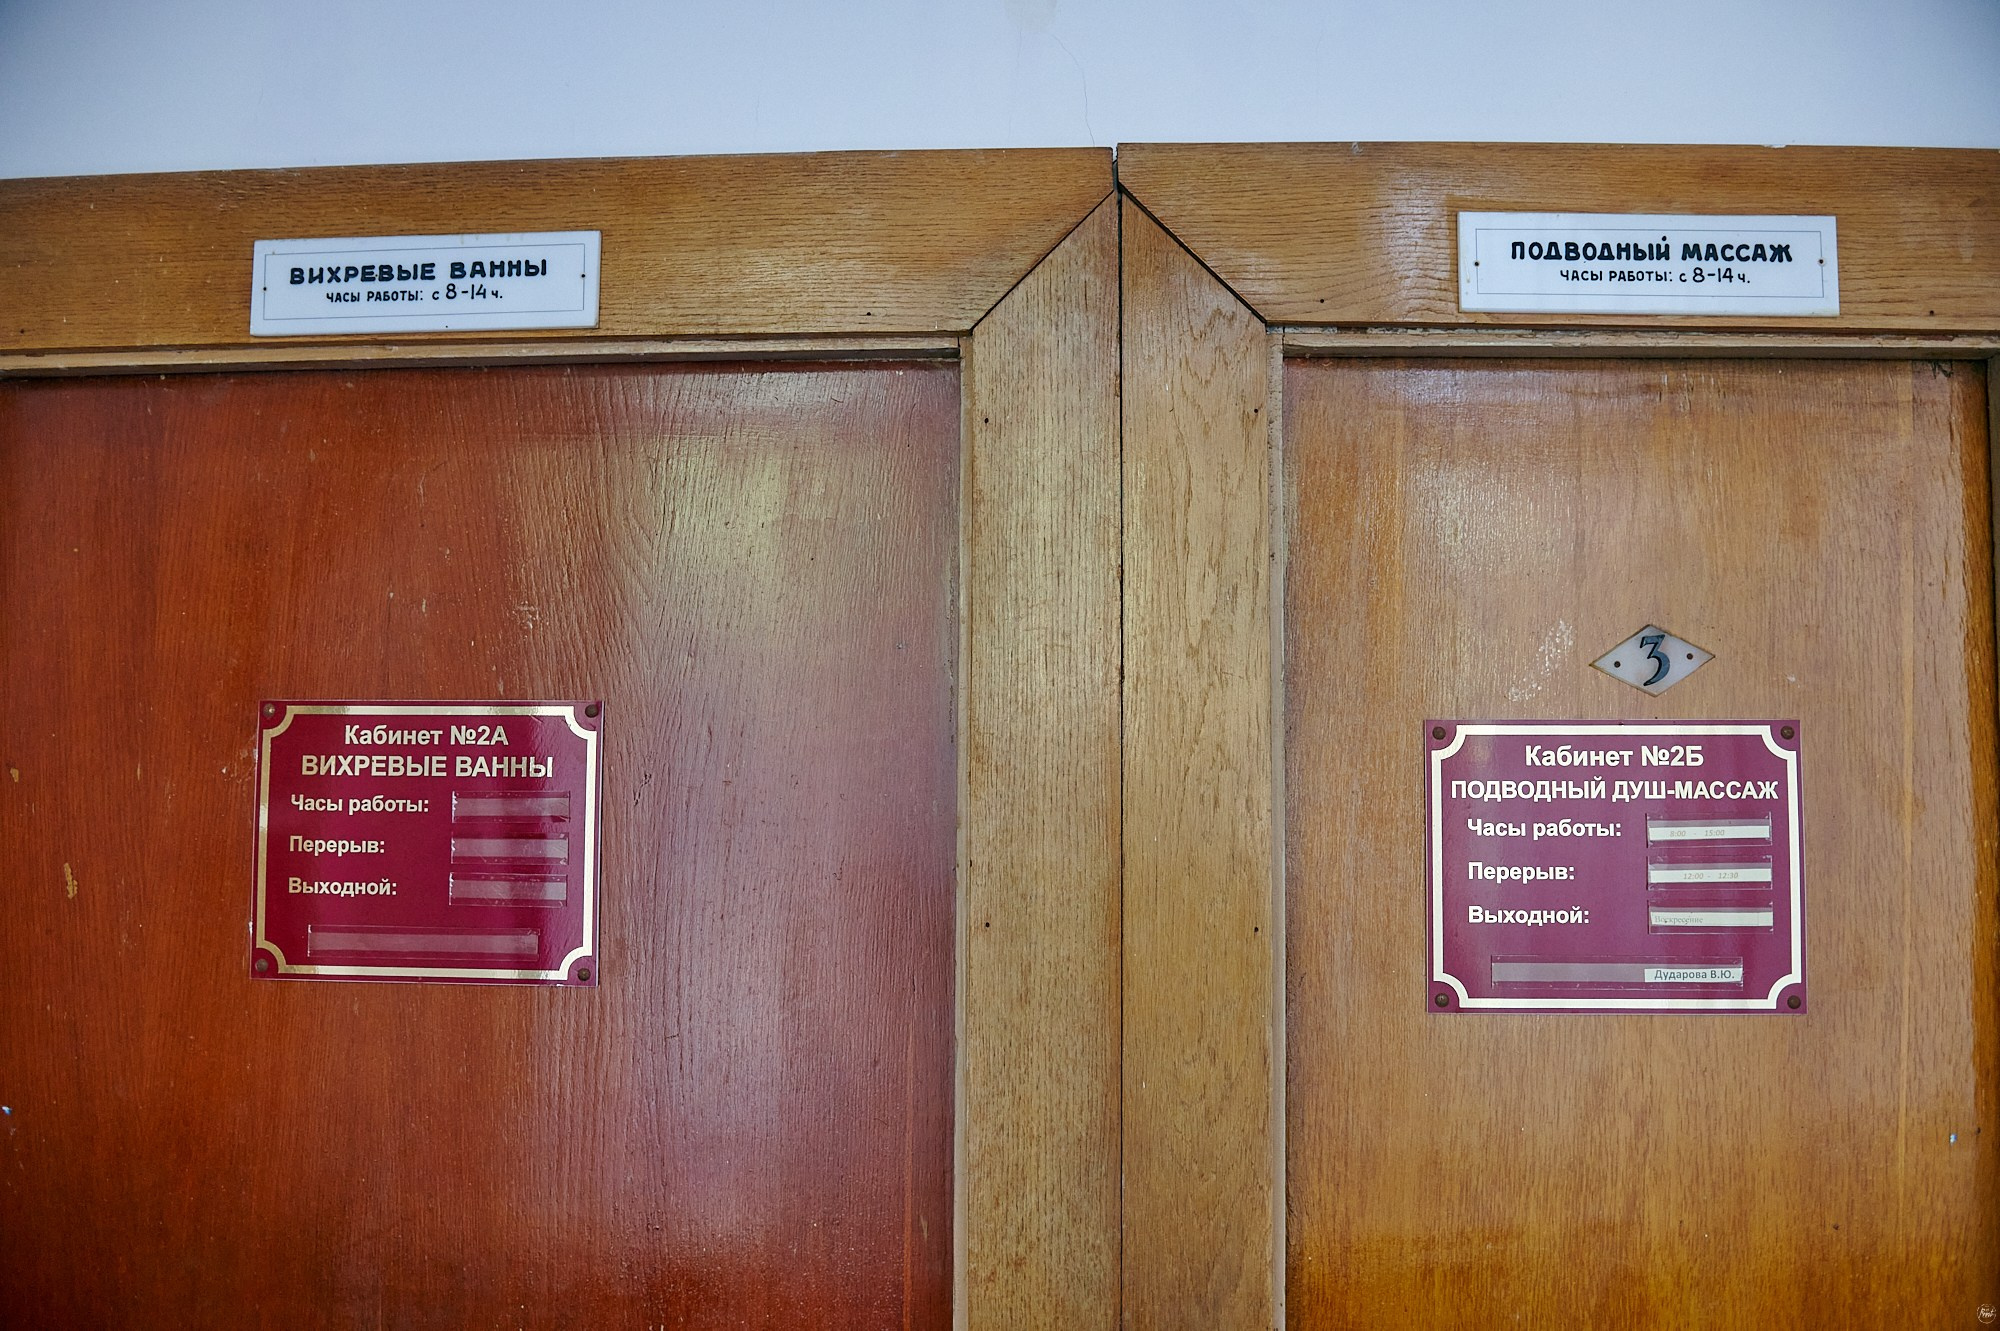 ВИХРЕВЫЕ ВАННЫ
ЧАСЫ РАБОТЫ: с 8-14 ч.
ПОДВОДНЫЙ МАССАЖ
ЧАСЫ РАБОТЫ: с 8-14 ч.
Кабинет №2А
ВИХРЕВЫЕ ВАННЫ
Часы работы:
Перерыв:
Выходной:
3
Кабинет №2Б
ПОДВОДНЫЙ ДУШ-МАССАЖ
Часы работы: 8:00 - 15:00
Перерыв: 12:00 - 12:30
Выходной: Воскресение
Дударова В.Ю.